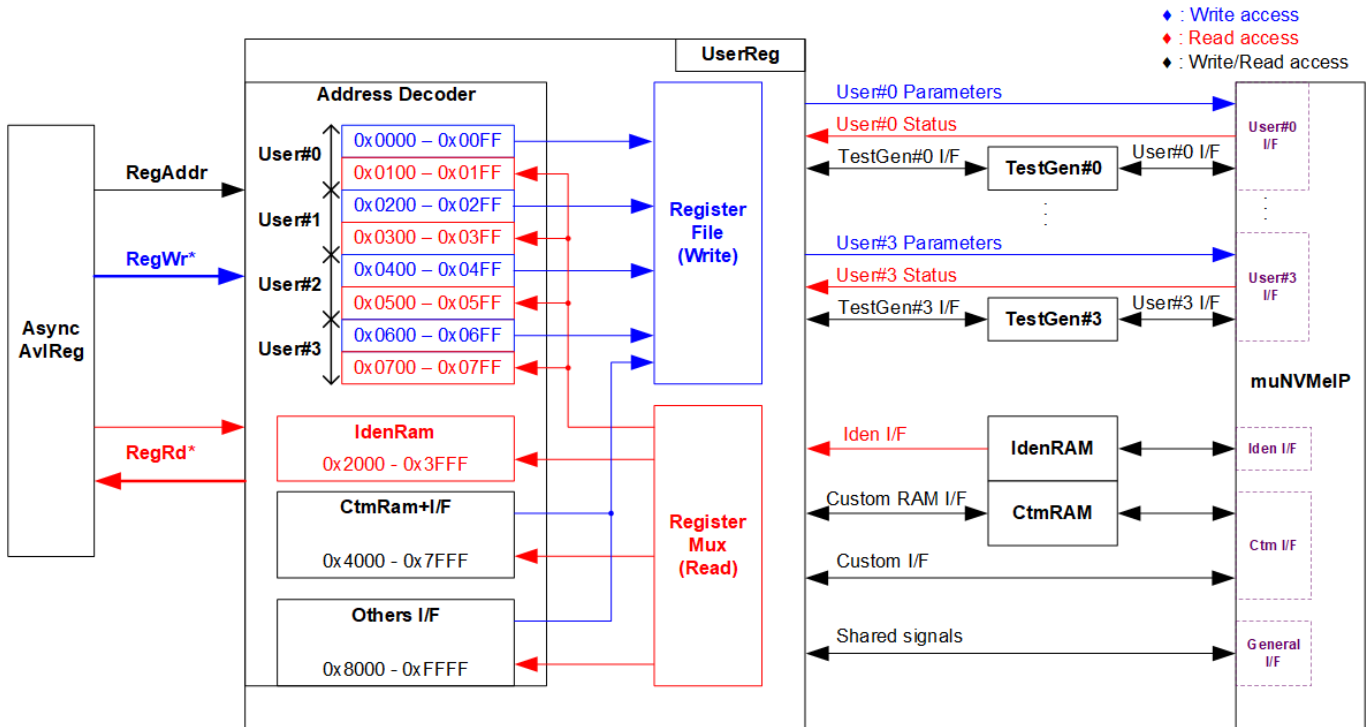 ♦ : Write access
♦ : Read access
♦ : Write/Read access
UserReg
Address Decoder
User#0
0x0000 – 0x00FF
0x0100 – 0x01FF
User#1
0x0200 – 0x02FF
0x0300 – 0x03FF
User#2
0x0400 – 0x04FF
0x0500 – 0x05FF
User#3
0x0600 – 0x06FF
0x0700 – 0x07FF
IdenRam
0x2000 - 0x3FFF
CtmRam+I/F
0x4000 - 0x7FFF
Others I/F
0x8000 - 0xFFFF
Async
AvlReg
RegAddr
RegWr*
RegRd*
Register
File
(Write)
Register
Mux
(Read)
User#0 Parameters
User#0 Status
TestGen#0 I/F
TestGen#0
User#0 I/F
User#0
I/F
User#3 Parameters
User#3 Status
TestGen#3 I/F
TestGen#3
User#3 I/F
User#3
I/F
muNVMeIP
Iden I/F
IdenRAM
Iden I/F
Custom RAM I/F
CtmRAM
Custom I/F
Ctm I/F
Shared signals
General
I/F